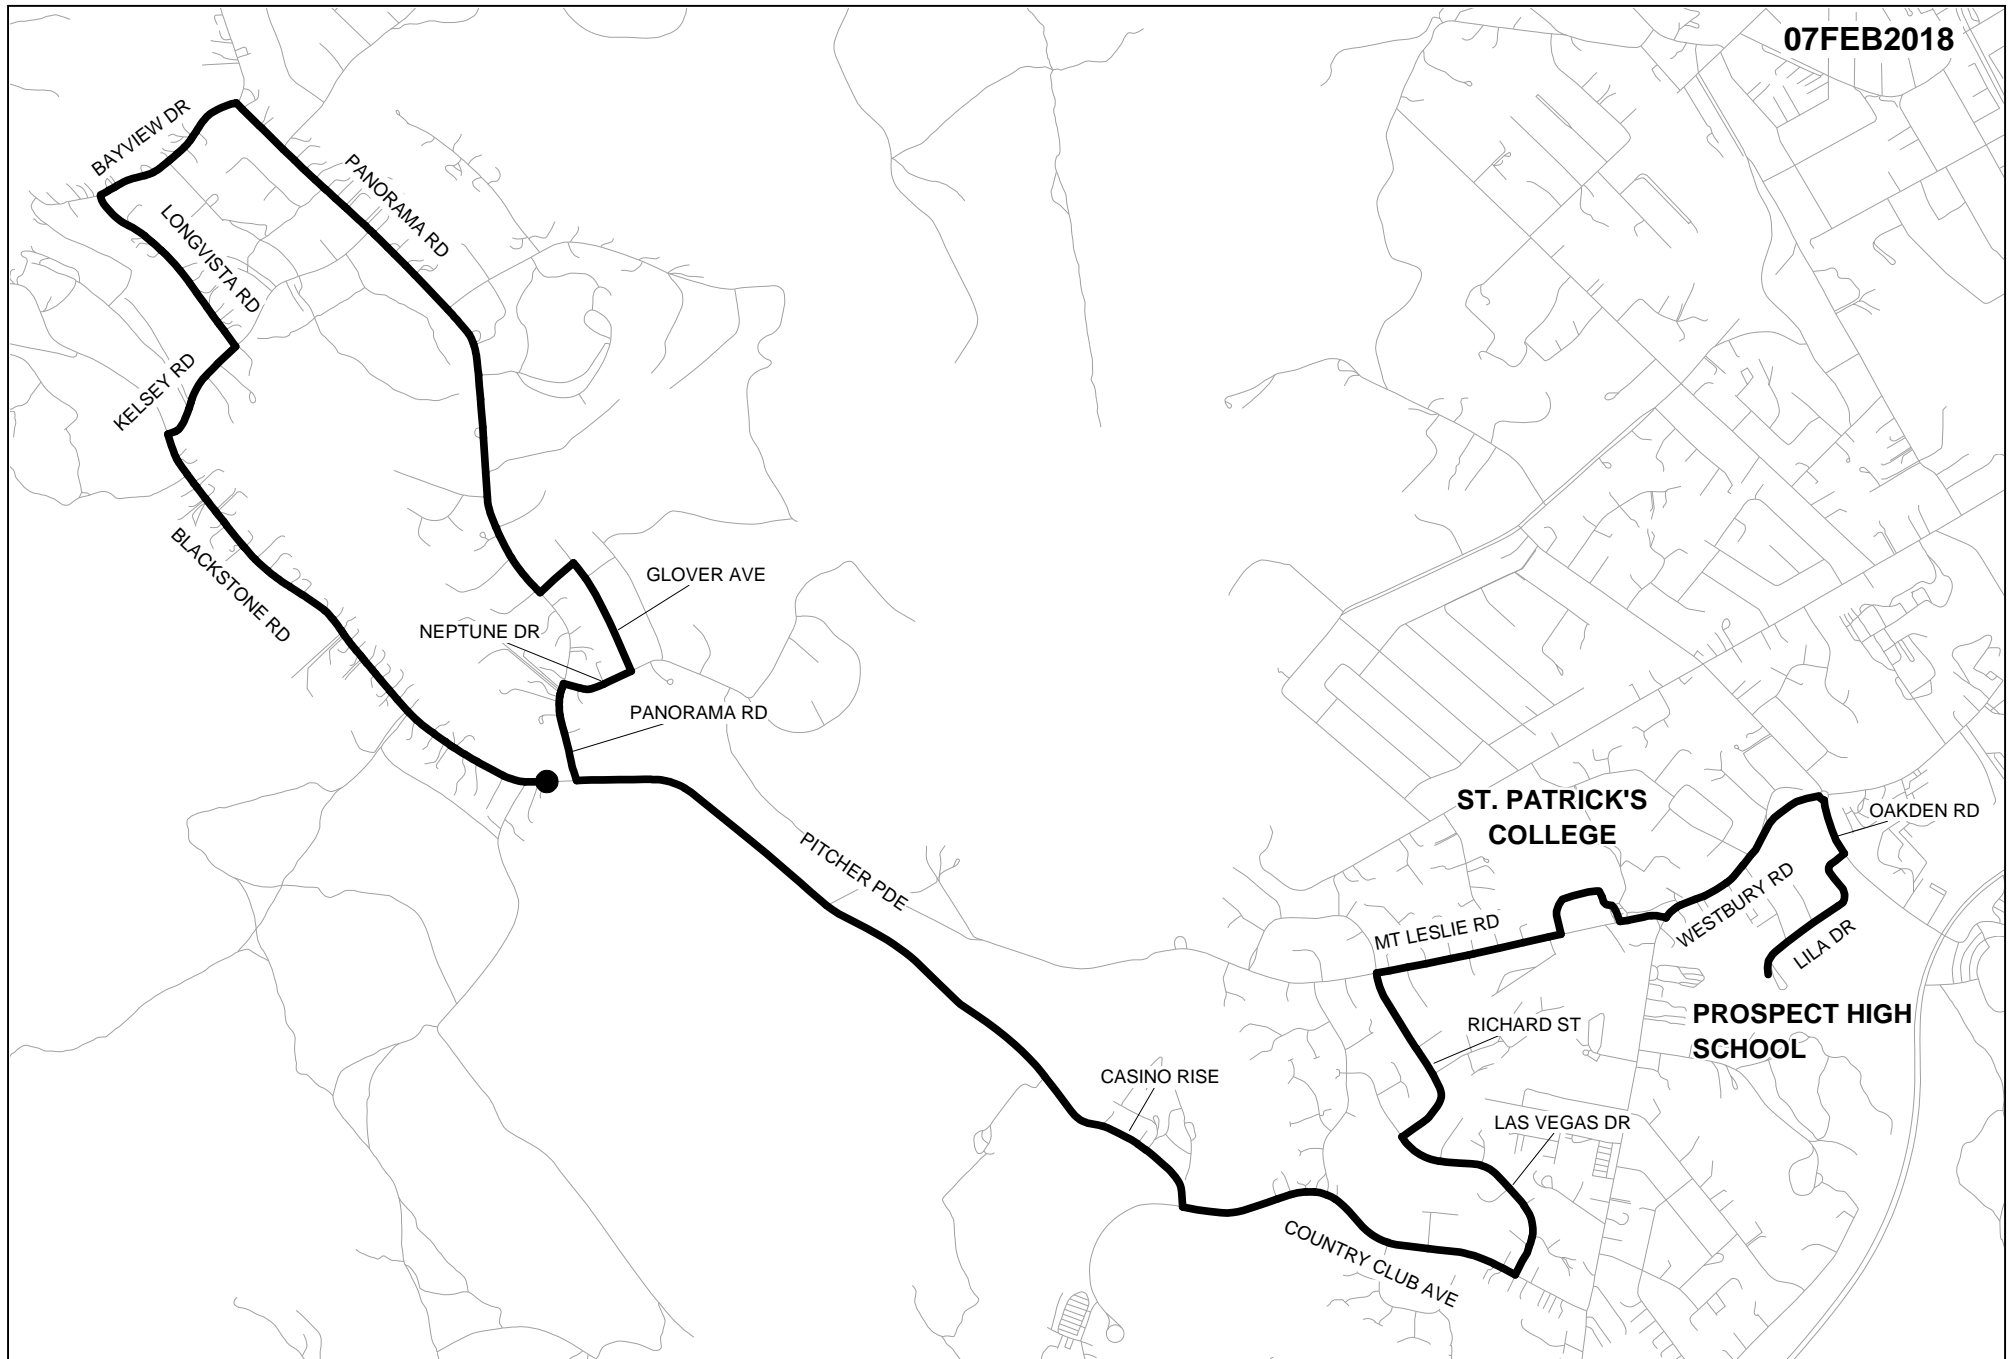 07FEB2018
BAYVIEW DR
PANORAMA RD
LONGVISTA RD
KELSEY RD
BLACKSTONE RD
GLOVER AVE
NEPTUNE DR
PANORAMA RD
PITCHER PDE
ST. PATRICK'S
COLLEGE
OAKDEN RD
WESTBURY RD
MT LESLIE RD
LILA DR
PROSPECT HIGH
SCHOOL
RICHARD ST
CASINO RISE
LAS VEGAS DR
COUNTRY CLUB AVE